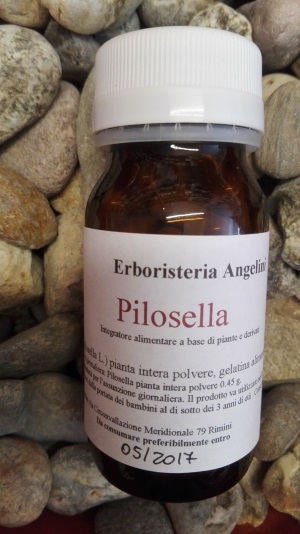 Erboristeria Angelini
Pilosella
Integratore alimentare a base di piante e derivati
L.) pianta intera polvere, gelatina
Pilosella pianta intera polvere 0.45 g.
per l'assunzione giornaliera. Il prodotto va
portata dei bambini al di sotto dei 3 anni di età.
Circonvallazione Meridionale 79 Rimini
Da consumare preferibilmente entro
05/2017